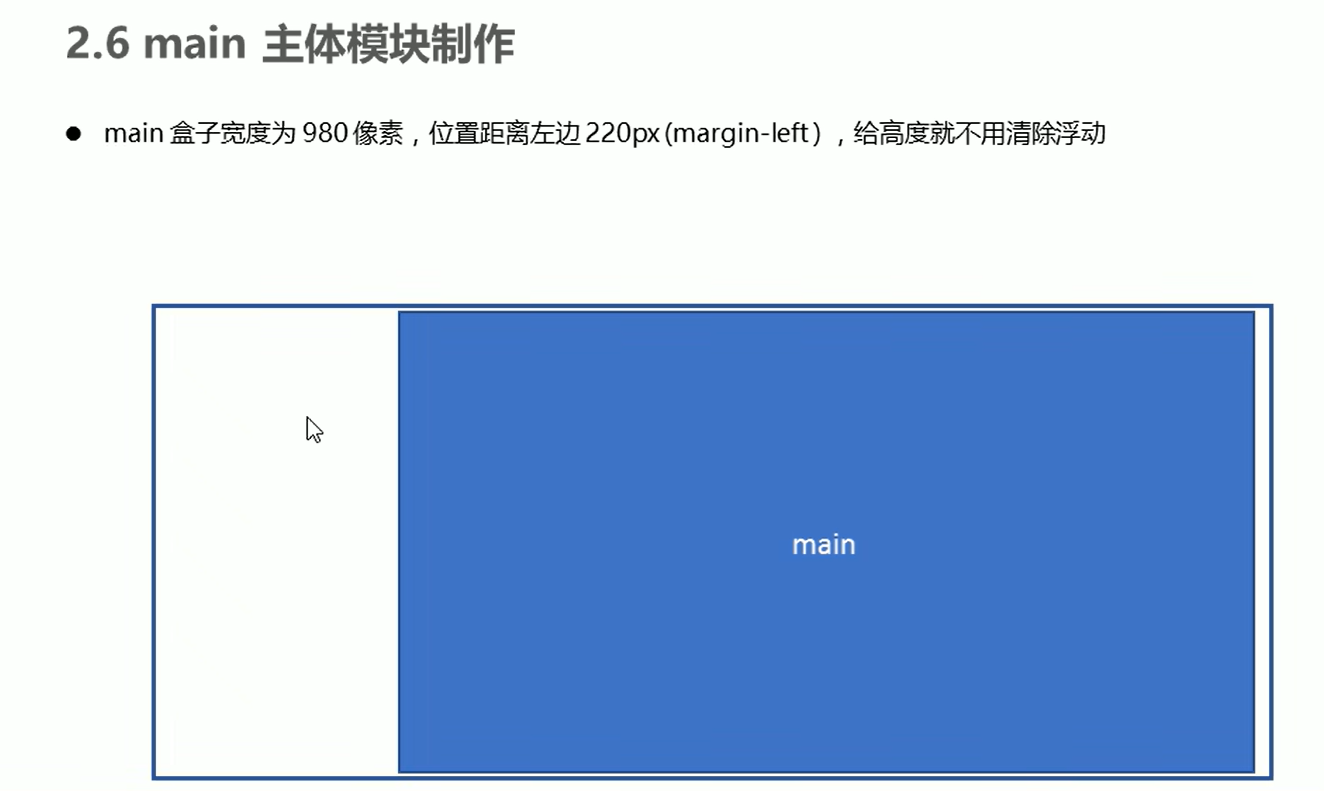 2.6 main 主体模块制作
● main 盒子宽度为 980 像素，位置距离左边 220px (margin-left) ，给高度就不用清除浮动
main